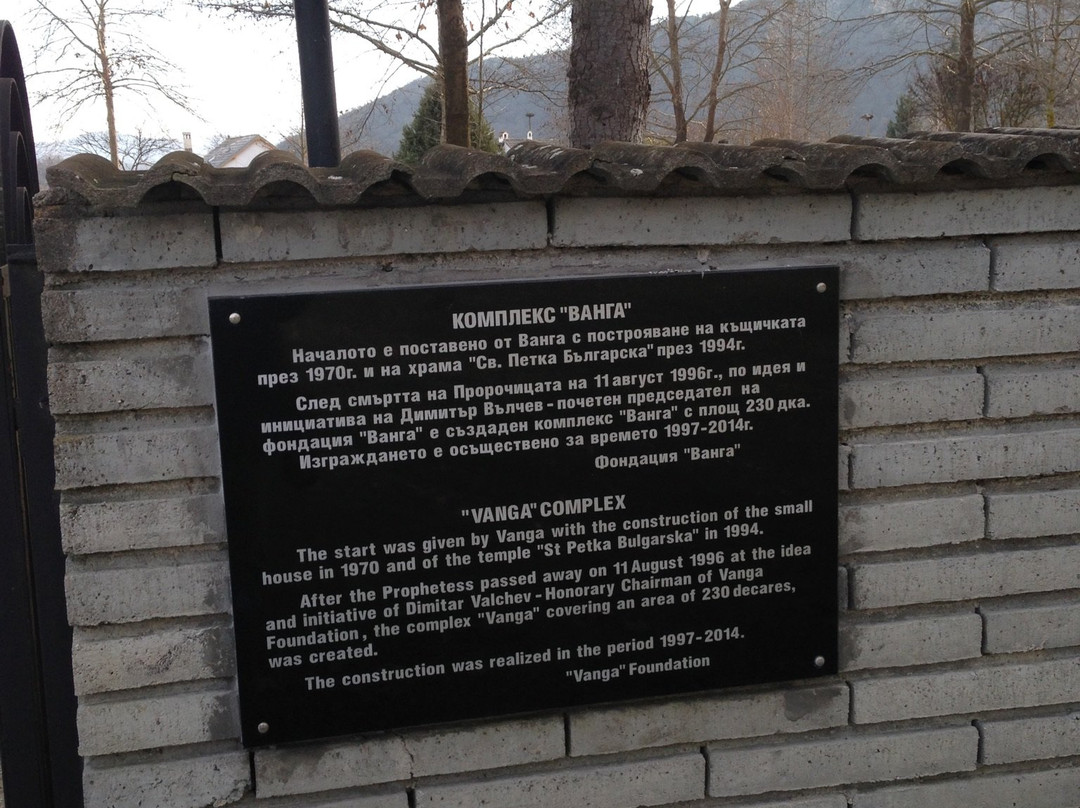 КОМПЛЕКС "ВАНГА"
Началото е поставено от Ванга с построяване на къщичката
през 1970г. и на храма "Св. Петка Българска" през 1994г.
След смъртта на Пророчицата на 11 август 1996г., по идея и
инициатива на Димитър Вълчев - почетен председател на
фондация "Ванга" е създаден комплекс "Ванга" с площ 230 дка.
Изграждането е осъществено за времето 1997-2014г.
Фондация "Ванга"
"VANGA" COMPLEX
The start was given by Vanga with the construction of the small
house in 1970 and of the temple "St Petka Bulgarska" in 1994.
After the Prophetess passed away on 11 August 1996 at the idea
and initiative of Dimitar Valchev - Honorary Chairman of Vanga
Foundation, the complex "Vanga" covering an area of 230 decares,
was created.
The construction was realized in the period 1997-2014.
"Vanga" Foundation